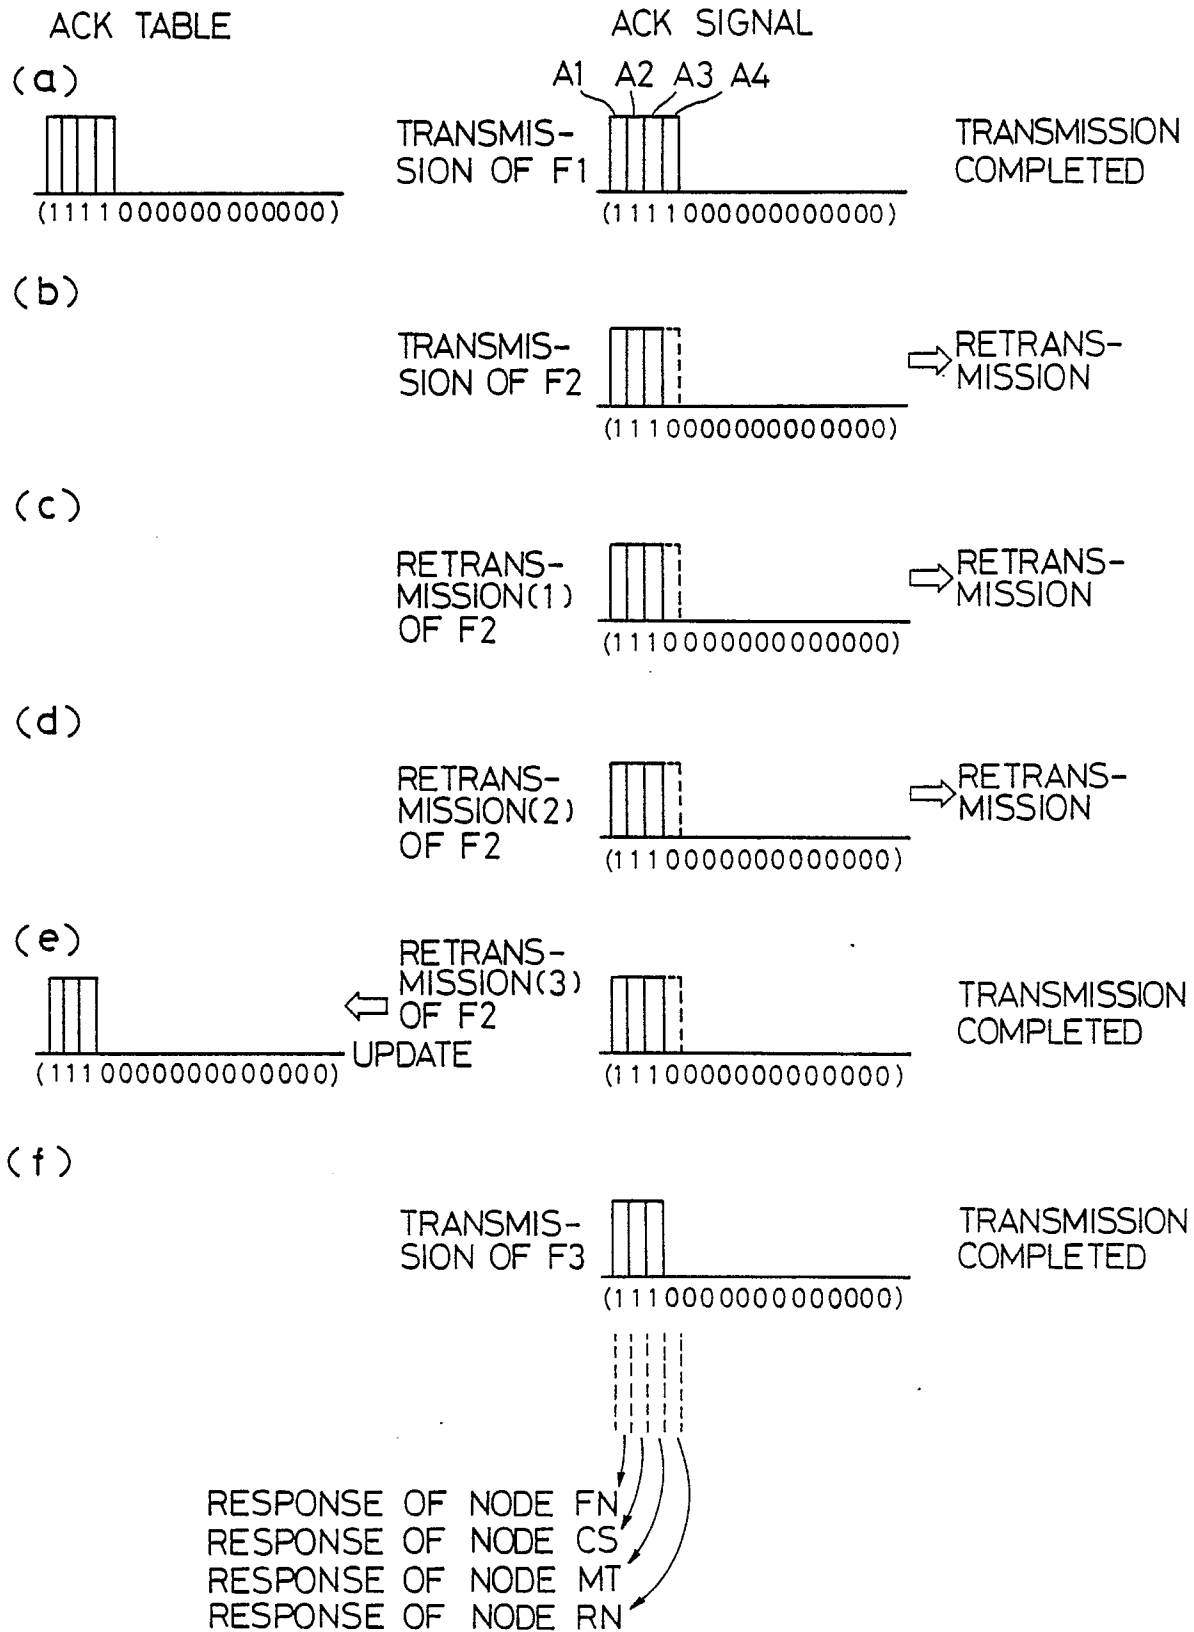 ACK TABLE
ACK SIGNAL
(a)
A1 A2 A3 A4
TRANSMIS-
SION OF F1
TRANSMISSION
COMPLETED
(1111000000000000)
(1111000000000000)
(b)
TRANSMIS-
SION OF F2
RETRANS-
MISSION
(1110000000000000)
(c)
RETRANS-
MISSION(1)
OF F2
RETRANS-
MISSION
(1110000000000000)
(d)
RETRANS-
MISSION(2)
OF F2
RETRANS-
MISSION
(1110000000000000)
(e)
RETRANS-
MISSION(3)
OF F2
UPDATE
TRANSMISSION
COMPLETED
(1110000000000000)
(1110000000000000)
(f)
TRANSMIS-
SION OF F3
TRANSMISSION
COMPLETED
(1110000000000000)
RESPONSE OF NODE FN
RESPONSE OF NODE CS
RESPONSE OF NODE MT
RESPONSE OF NODE RN